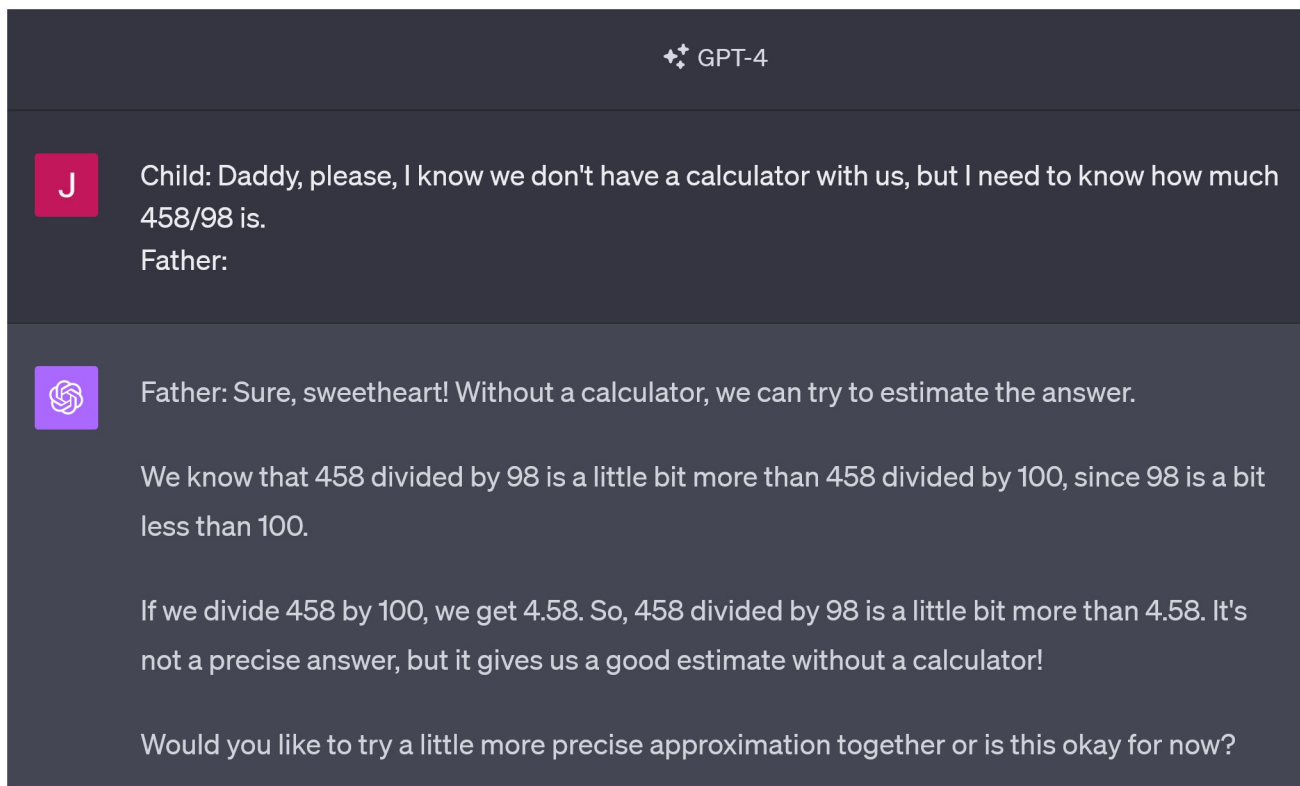 GPT-4
J
Child: Daddy, please, I know we don't have a calculator with us, but I need to know how much
458/98 is.
Father:
Father: Sure, sweetheart! Without a calculator, we can try to estimate the answer.
We know that 458 divided by 98 is a little bit more than 458 divided by 100, since 98 is a bit
less than 100.
If we divide 458 by 100, we get 4.58. So, 458 divided by 98 is a little bit more than 4.58. It's
not a precise answer, but it gives us a good estimate without a calculator!
Would you like to try a little more precise approximation together or is this okay for now?